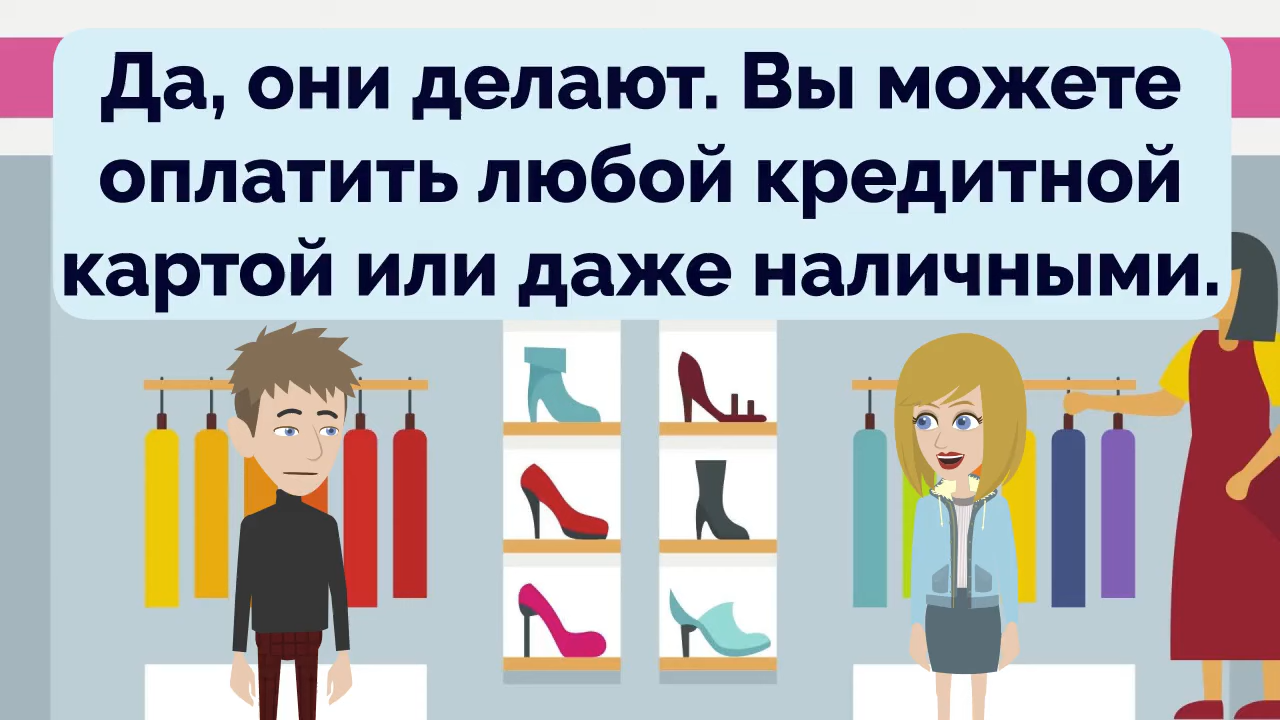 Да, они делают. Вы можете
оплатить любой кредитной
картой или даже наличными.